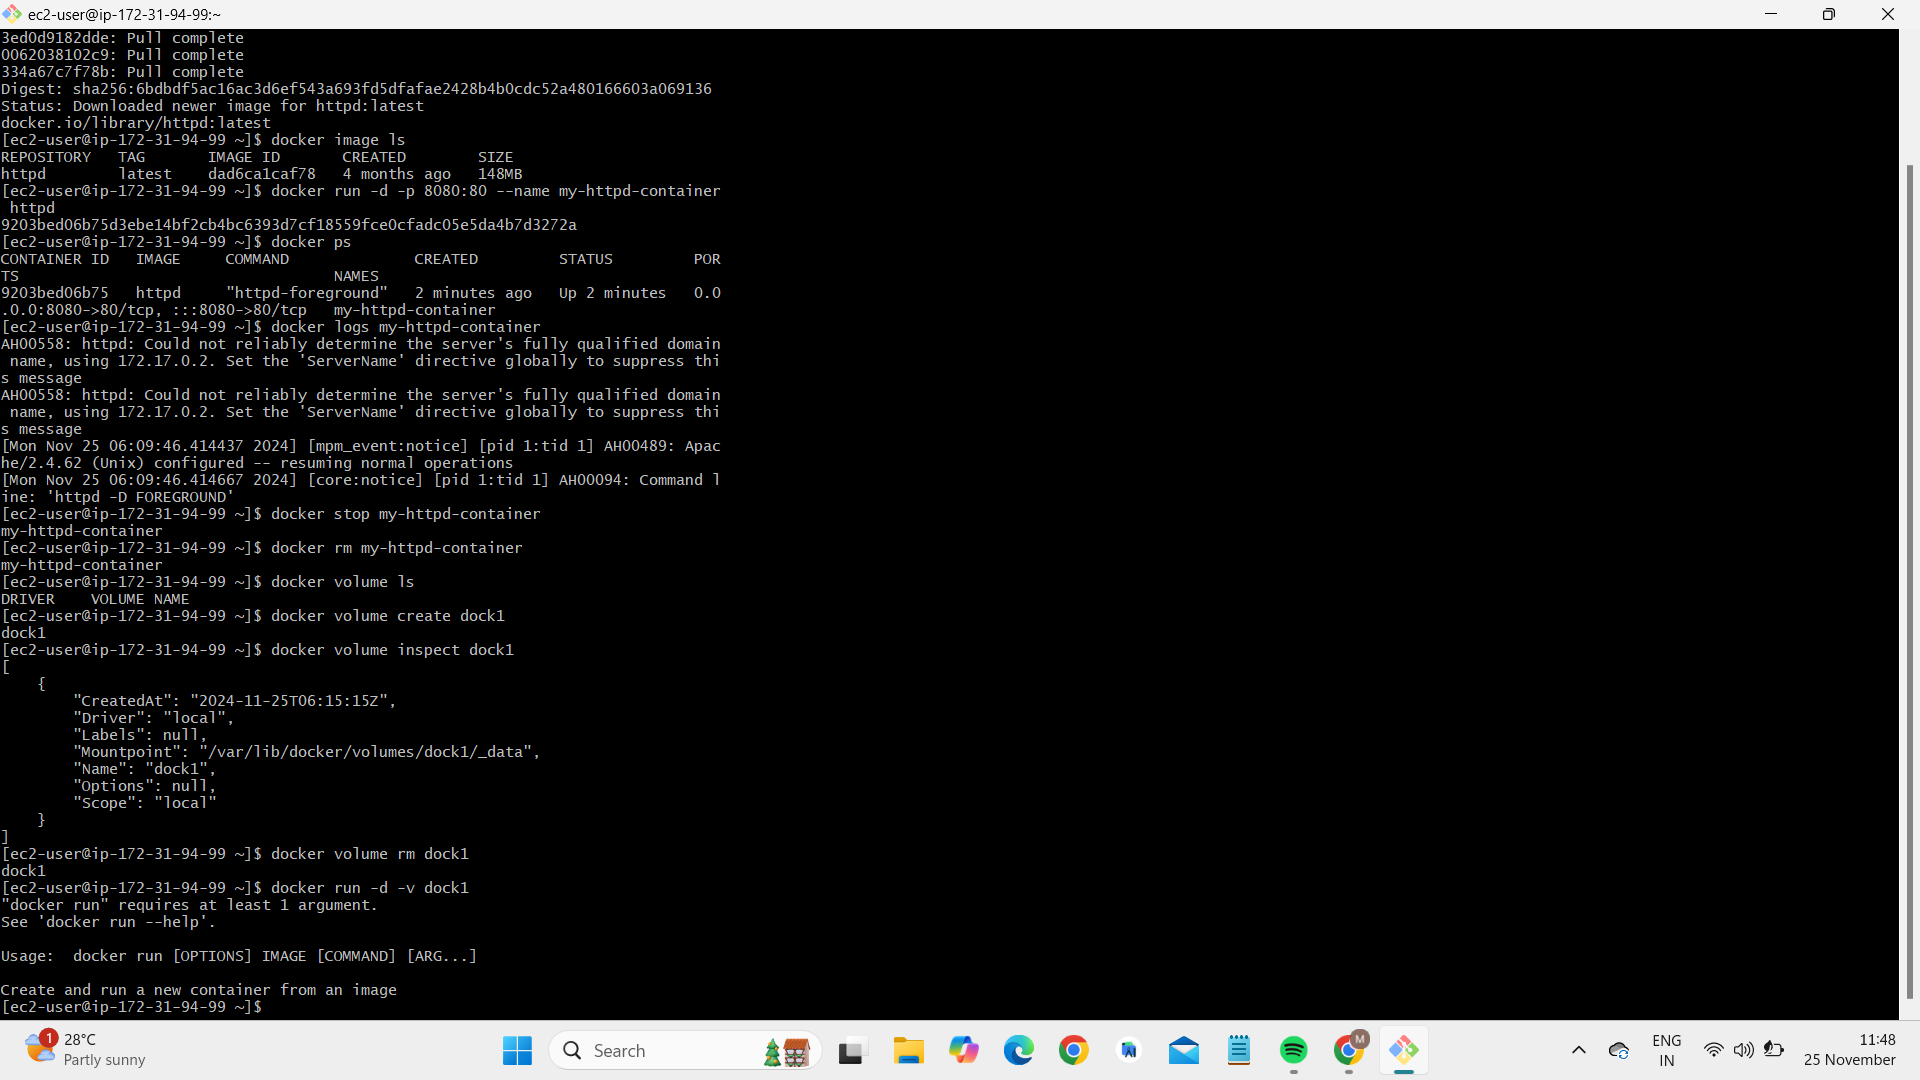 ec2-user@ip-172-31-94-99:~
3ed0d9182dde: Pull complete
0062038102c9: Pull complete
334a67c7f78b: Pull complete
Digest: sha256:6bdbdf5ac16ac3d6ef543a693fd5dfafae2428b4b0cdc52a480166603a069136
Status: Downloaded newer image for httpd:latest
docker.io/library/httpd:latest
[ec2-user@ip-172-31-94-99 ~]$ docker image ls
REPOSITORY   TAG       IMAGE ID       CREATED        SIZE
httpd        latest    dad6ca1caf78   4 months ago   148MB
[ec2-user@ip-172-31-94-99 ~]$ docker run -d -p 8080:80 --name my-httpd-container
 httpd
9203bed06b75d3ebe14bf2cb4bc6393d7cf18559fce0cfadc05e5da4b7d3272a
[ec2-user@ip-172-31-94-99 ~]$ docker ps
CONTAINER ID   IMAGE     COMMAND              CREATED         STATUS         POR
TS                                   NAMES
9203bed06b75   httpd     "httpd-foreground"   2 minutes ago   Up 2 minutes   0.0
.0.0:8080->80/tcp, :::8080->80/tcp   my-httpd-container
[ec2-user@ip-172-31-94-99 ~]$ docker logs my-httpd-container
AH00558: httpd: Could not reliably determine the server's fully qualified domain
 name, using 172.17.0.2. Set the 'ServerName' directive globally to suppress thi
s message
AH00558: httpd: Could not reliably determine the server's fully qualified domain
 name, using 172.17.0.2. Set the 'ServerName' directive globally to suppress thi
s message
[Mon Nov 25 06:09:46.414437 2024] [mpm_event:notice] [pid 1:tid 1] AH00489: Apac
he/2.4.62 (Unix) configured -- resuming normal operations
[Mon Nov 25 06:09:46.414667 2024] [core:notice] [pid 1:tid 1] AH00094: Command l
ine: 'httpd -D FOREGROUND'
[ec2-user@ip-172-31-94-99 ~]$ docker stop my-httpd-container
my-httpd-container
[ec2-user@ip-172-31-94-99 ~]$ docker rm my-httpd-container
my-httpd-container
[ec2-user@ip-172-31-94-99 ~]$ docker volume ls
DRIVER    VOLUME NAME
[ec2-user@ip-172-31-94-99 ~]$ docker volume create dock1
dock1
[ec2-user@ip-172-31-94-99 ~]$ docker volume inspect dock1
[
    {
        "CreatedAt": "2024-11-25T06:15:15Z",
        "Driver": "local",
        "Labels": null,
        "Mountpoint": "/var/lib/docker/volumes/dock1/_data",
        "Name": "dock1",
        "Options": null,
        "Scope": "local"
    }
]
[ec2-user@ip-172-31-94-99 ~]$ docker volume rm dock1
dock1
[ec2-user@ip-172-31-94-99 ~]$ docker run -d -v dock1
"docker run" requires at least 1 argument.
See 'docker run --help'.
Usage:  docker run [OPTIONS] IMAGE [COMMAND] [ARG...]
Create and run a new container from an image
[ec2-user@ip-172-31-94-99 ~]$
1
28°C
Partly sunny
Search
M
ENG
IN
11:48
25 November